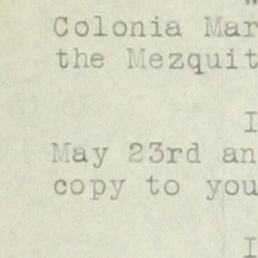 Colonia Mar
the Mezquit
I
May 23rd an
copy to you
I